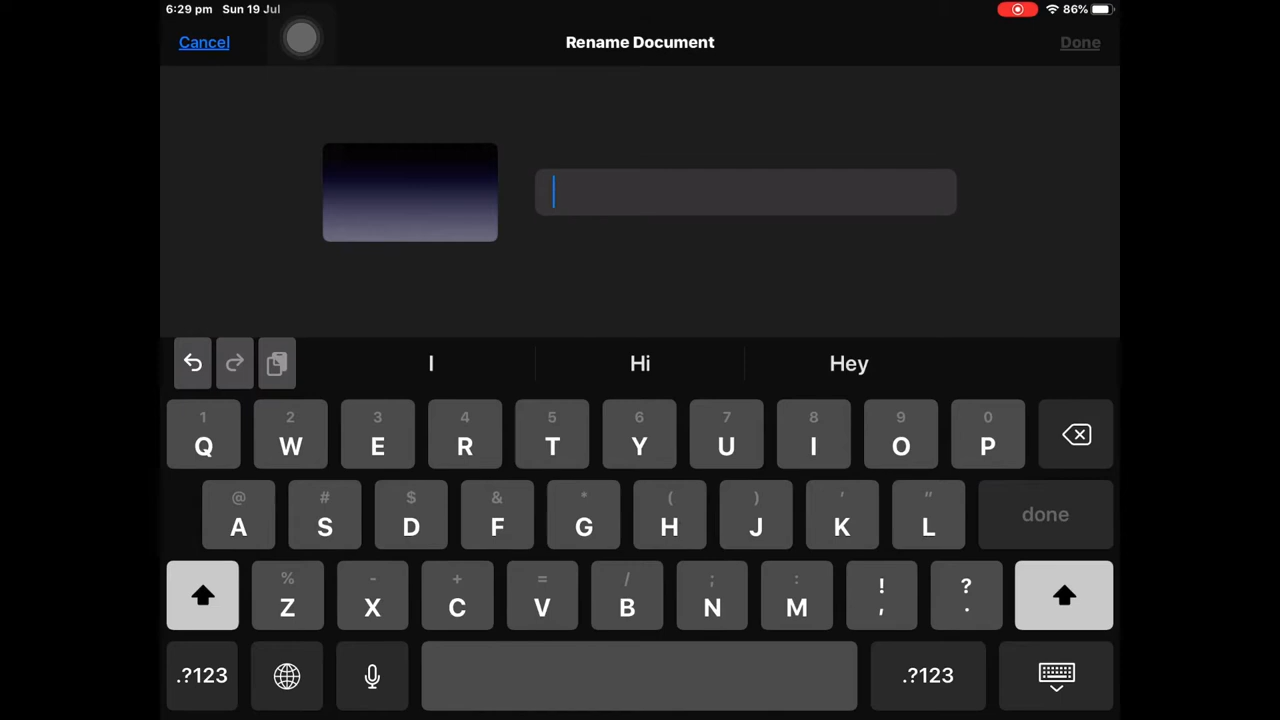 6:29 pm Sun 19 Jul 86%
Cancel Rename Document Done
I Hi Hey
1 2 3 4 5 6 7 8 9 0
Q W E R T Y U I O P
@ # $ & * ( ) ' "
A S D F G H J K L done
% - + = / ; : ! ?
Z X C V B N M , .
.?123 .?123